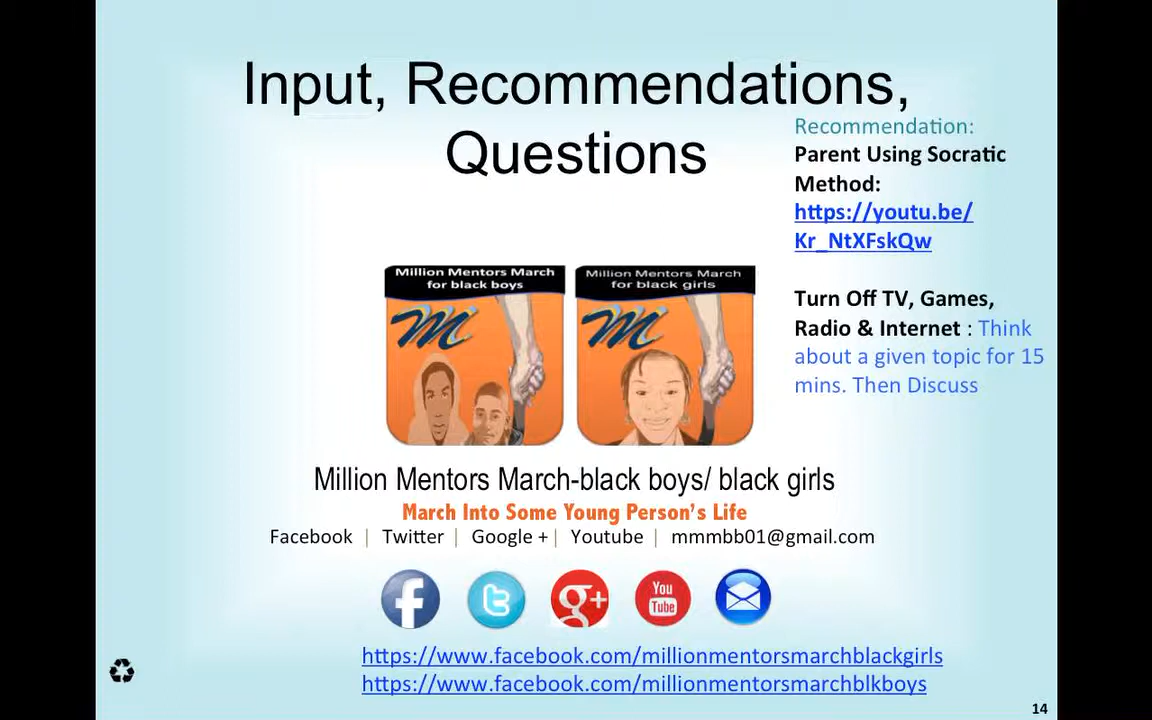 Input, Recommendations,
Questions
Recommendation:
Parent Using Socratic
Method:
https://youtu.be/
Kr_NtXFskQw
Turn Off TV, Games,
Radio & Internet : Think
about a given topic for 15
mins. Then Discuss
Million Mentors March
for black boys
M
Million Mentors March
for black girls
M
Million Mentors March-black boys/ black girls
March Into Some Young Person's Life
Facebook | Twitter | Google + | Youtube | mmmbb01@gmail.com
f
t
g+
You
Tube
https://www.facebook.com/millionmentorsmarchblackgirls
https://www.facebook.com/millionmentorsmarchblkboys
14